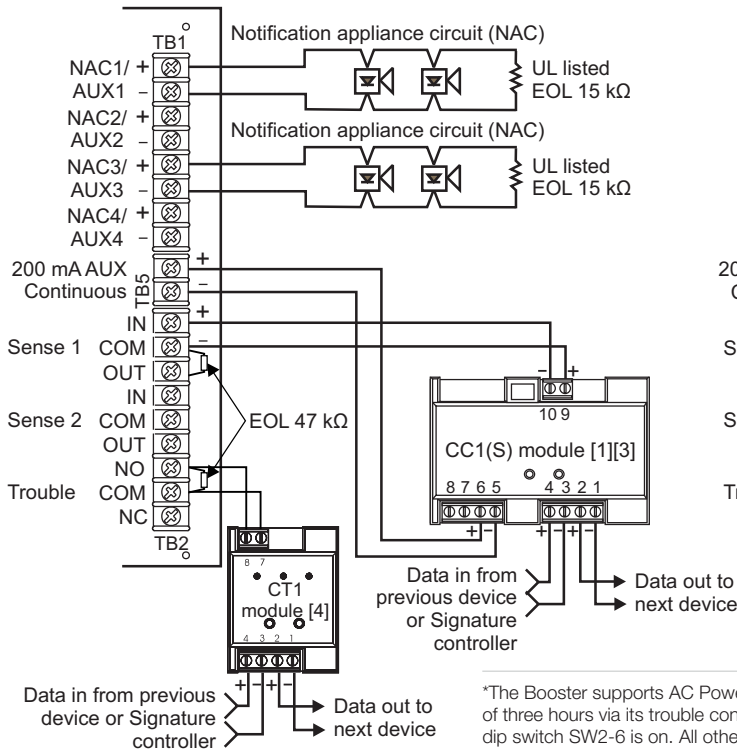 TB1
Notification appliance circuit (NAC)
NAC1/ +
AUX1 –
UL listed
EOL 15 kΩ
NAC2/ +
AUX2 –
Notification appliance circuit (NAC)
NAC3/ +
AUX3 –
UL listed
EOL 15 kΩ
NAC4/ +
AUX4 –
200 mA AUX
Continuous
TB5
+
–
IN
+
Sense 1
COM
–
OUT
IN
Sense 2
COM
OUT
EOL 47 kΩ
NO
Trouble
COM
NC
TB2
– +
10 9
CC1(S) module [1][3]
8 7 6 5 4 3 2 1
+ – + – + –
Data in from
previous device
or Signature
controller
Data out to
next device
8 7
CT1
module [4]
4 3 2 1
+ – + –
Data in from previous
device or Signature
controller
Data out to
next device
*The Booster supports AC Powe
of three hours via its trouble con
dip switch SW2-6 is on. All othe
20
C
S
S
Tr